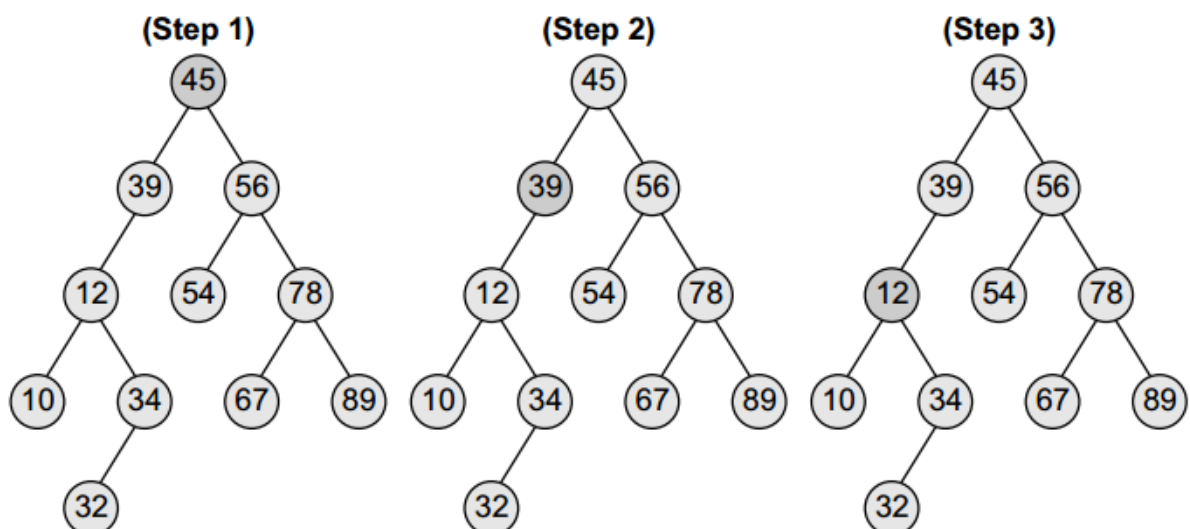 (Step 1) (Step 2) (Step 3)
45 45 45
39 56 39 56 39 56
12 54 78 12 54 78 12 54 78
10 34 67 89 10 34 67 89 10 34 67 89
32 32 32